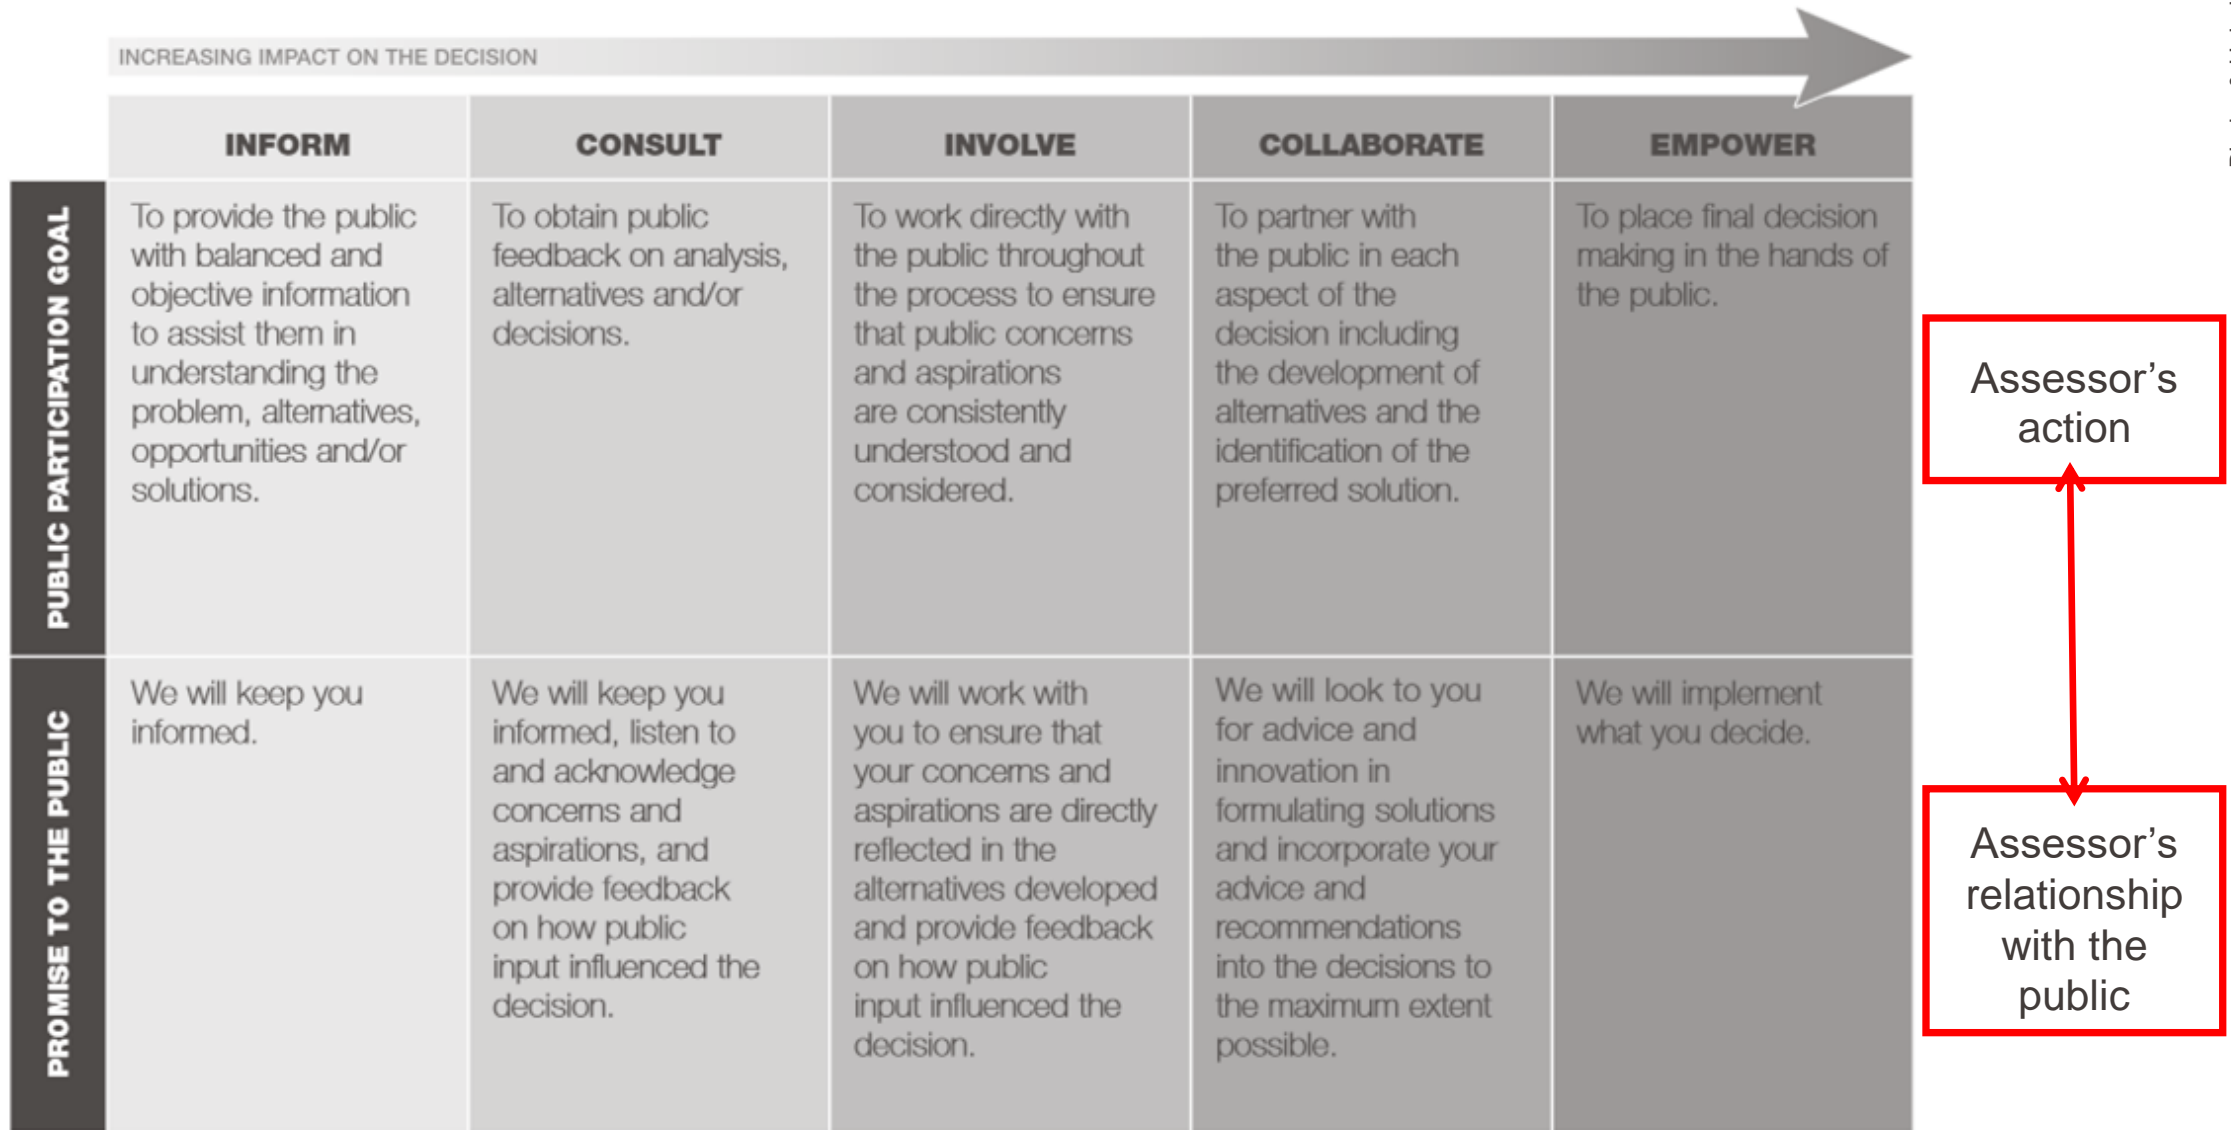 INCREASING IMPACT ON THE DECISION
INFORM
CONSULT
INVOLVE
COLLABORATE
EMPOWER
PUBLIC PARTICIPATION GOAL
To provide the public
with balanced and
objective information
to assist them in
understanding the
problem, alternatives,
opportunities and/or
solutions.
To obtain public
feedback on analysis,
alternatives and/or
decisions.
To work directly with
the public throughout
the process to ensure
that public concerns
and aspirations
are consistently
understood and
considered.
To partner with
the public in each
aspect of the
decision including
the development of
alternatives and the
identification of the
preferred solution.
To place final decision
making in the hands of
the public.
Assessor’s
action
PROMISE TO THE PUBLIC
We will keep you
informed.
We will keep you
informed, listen to
and acknowledge
concerns and
aspirations, and
provide feedback
on how public
input influenced the
decision.
We will work with
you to ensure that
your concerns and
aspirations are directly
reflected in the
alternatives developed
and provide feedback
on how public
input influenced the
decision.
We will look to you
for advice and
innovation in
formulating solutions
and incorporate your
advice and
recommendations
into the decisions to
the maximum extent
possible.
We will implement
what you decide.
Assessor’s
relationship
with the
public